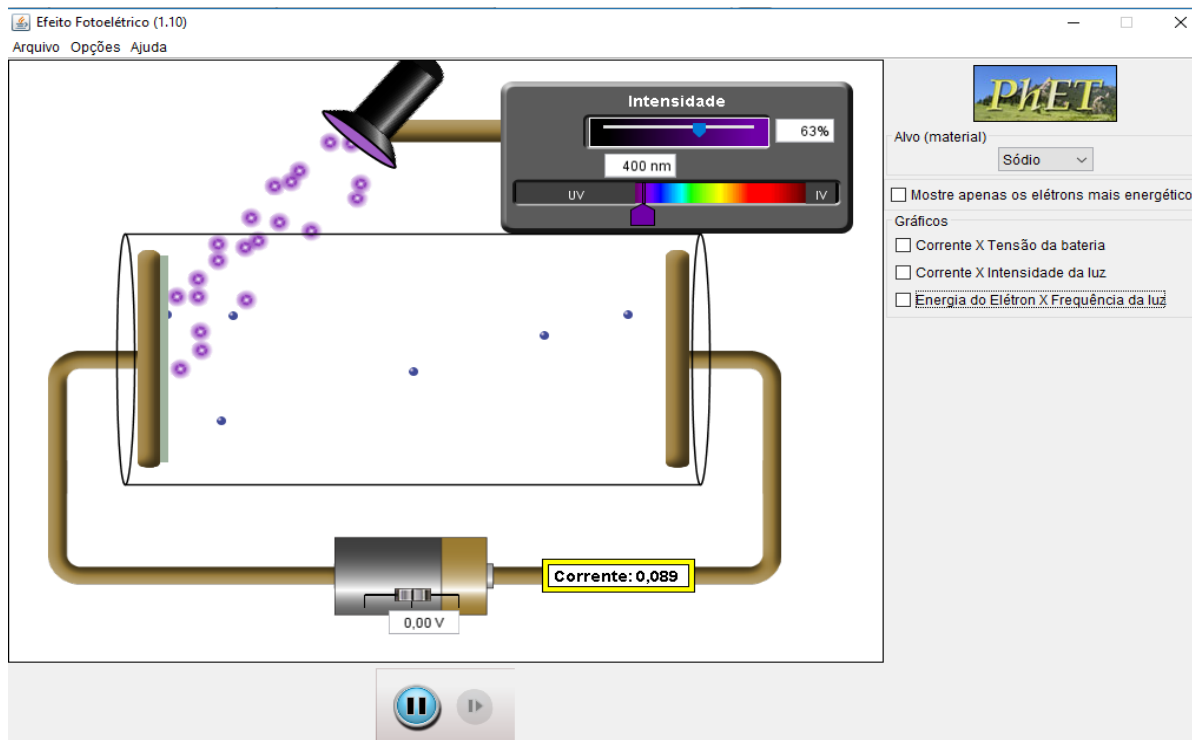 Efeito Fotoelétrico (1.10)
Arquivo Opções Ajuda
Intensidade
63%
400 nm
UV
IV
PhET
Alvo (material)
Sódio
Mostre apenas os elétrons mais energético
Gráficos
Corrente X Tensão da bateria
Corrente X Intensidade da luz
Energia do Elétron X Frequência da luz
Corrente: 0,089
0,00 V